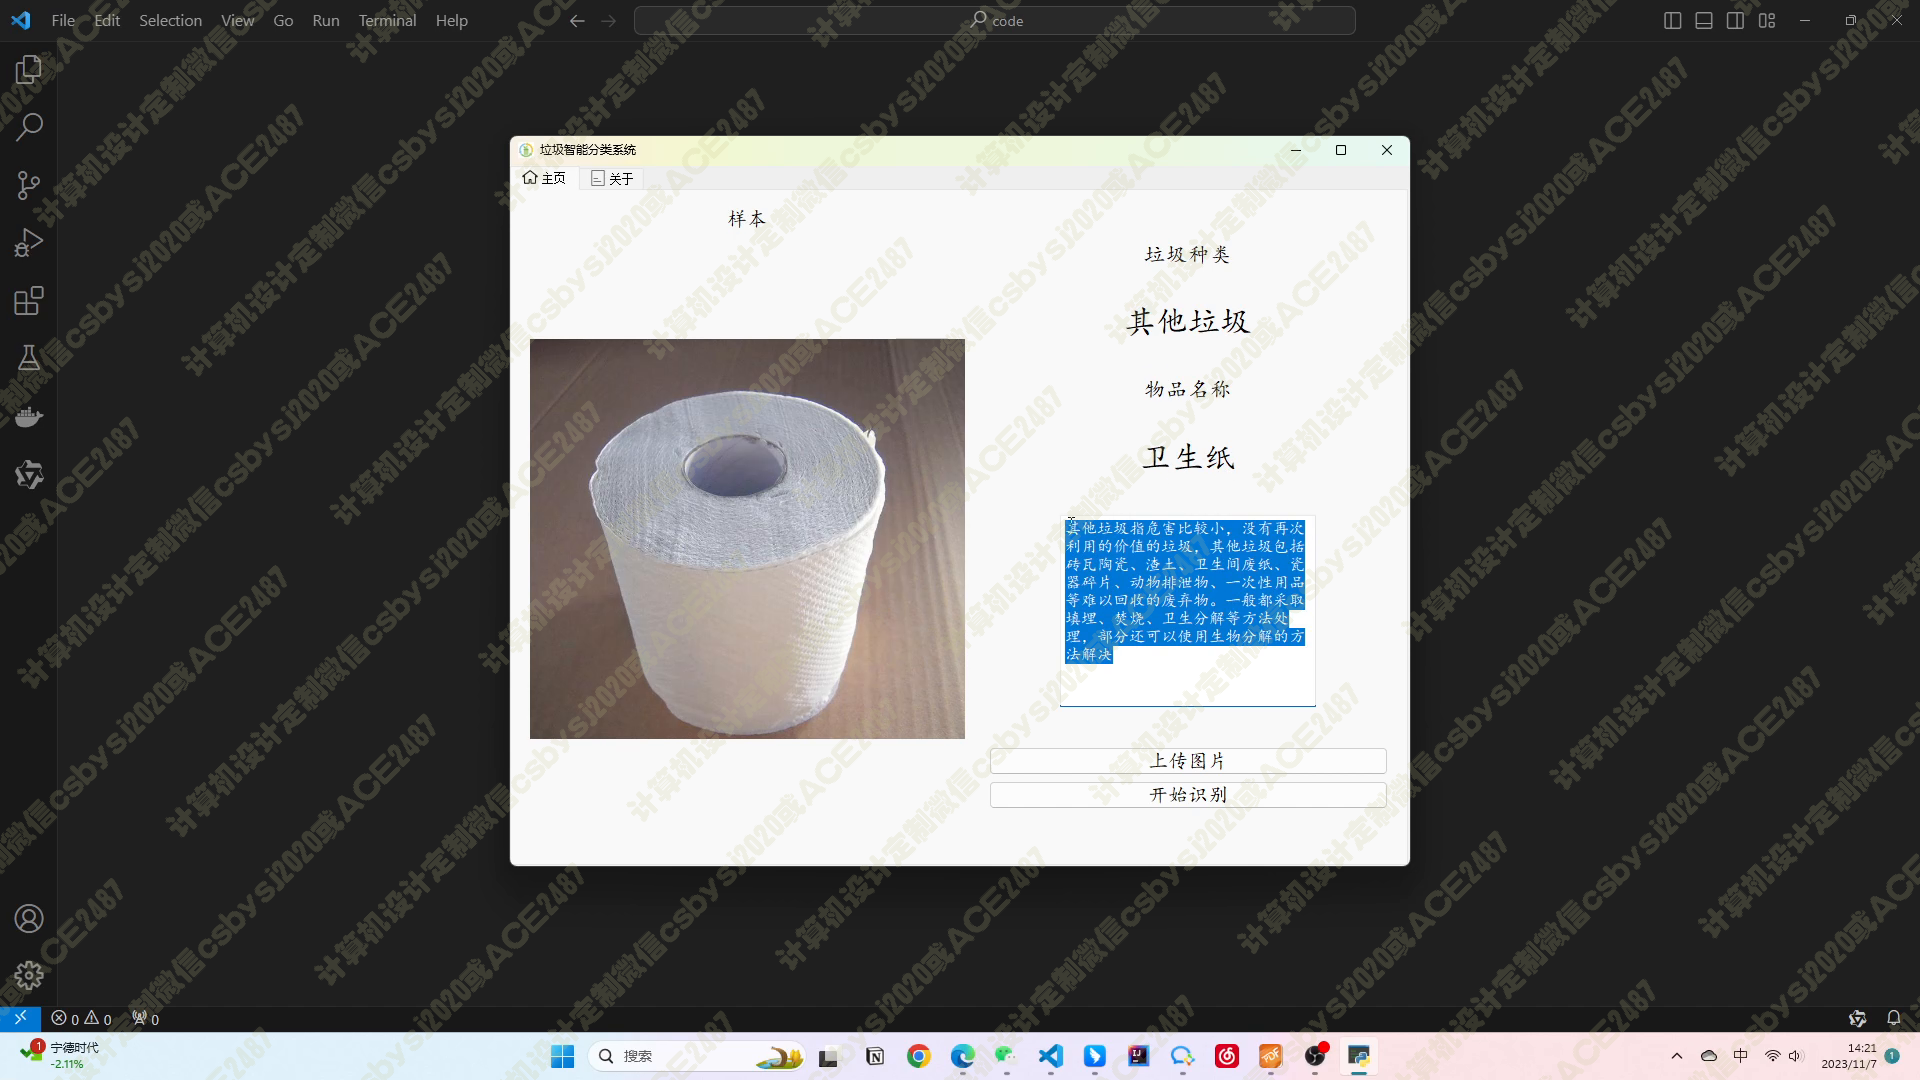 File Edit Selection View Go Run Terminal Help
code
垃圾智能分类系统
主页 关于
样本
垃圾种类
其他垃圾
物品名称
卫生纸
其他垃圾指危害比较小，没有再次
利用的价值的垃圾，其他垃圾包括
砖瓦陶瓷、渣土、卫生间废纸、瓷
器碎片、动物排泄物、一次性用品
等难以回收的废弃物。一般都采取
填埋、焚烧、卫生分解等方法处
理，部分还可以使用生物分解的方
法解决
上传图片
开始识别
0 0 0
1 宁德时代
-2.11%
搜索
中
14:21
2023/11/7
1
计算机设计定制微信csbysj2020或ACE2487